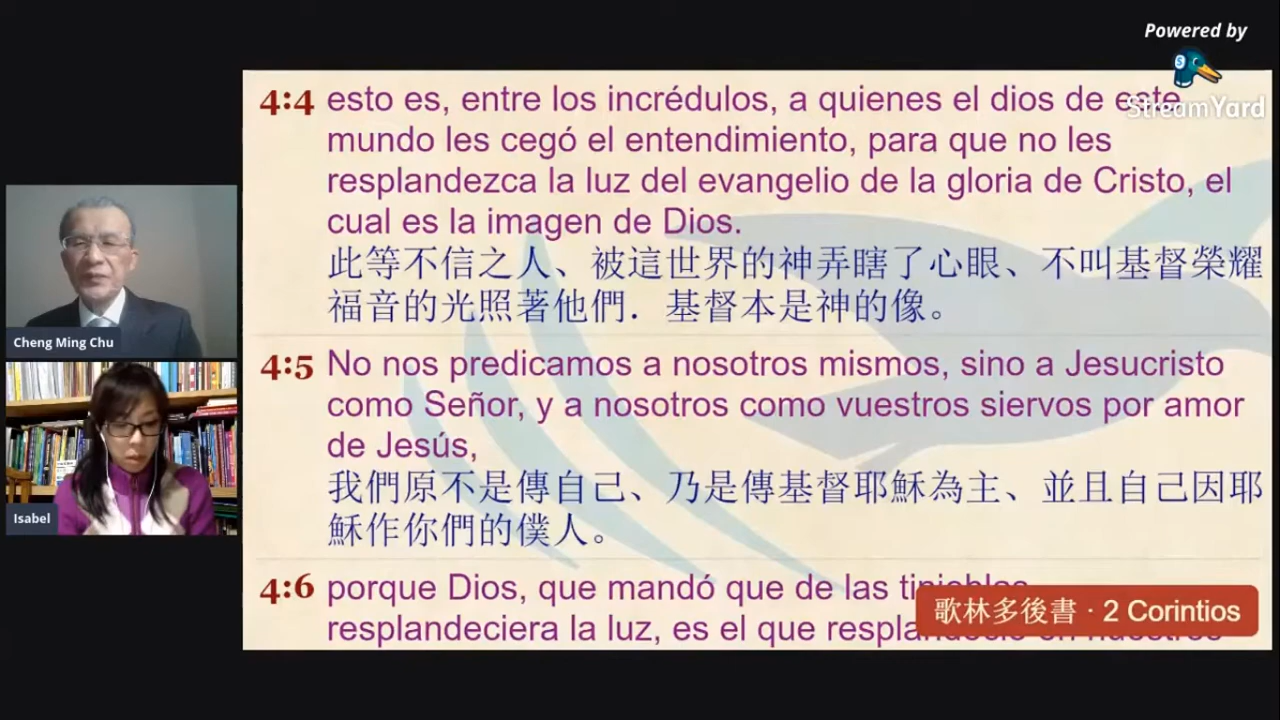 Powered by
StreamYard
4:4 esto es, entre los incrédulos, a quienes el dios de este
mundo les cegó el entendimiento, para que no les
resplandezca la luz del evangelio de la gloria de Cristo, el
cual es la imagen de Dios.
此等不信之人、被這世界的神弄瞎了心眼、不叫基督榮耀
福音的光照著他們．基督本是神的像。
4:5 No nos predicamos a nosotros mismos, sino a Jesucristo
como Señor, y a nosotros como vuestros siervos por amor
de Jesús,
我們原不是傳自己、乃是傳基督耶穌為主、並且自己因耶
穌作你們的僕人。
4:6 porque Dios, que mandó que de las tinieblas
resplandeciera la luz, es el que resplandeció en nuestros
歌林多後書 · 2 Corintios
Cheng Ming Chu
Isabel